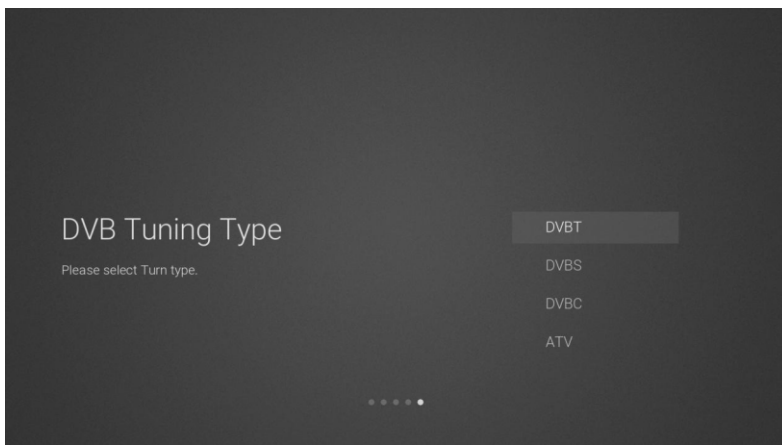 DVB Tuning Type
Please select Turn type.
DVBT
DVBS
DVBC
ATV